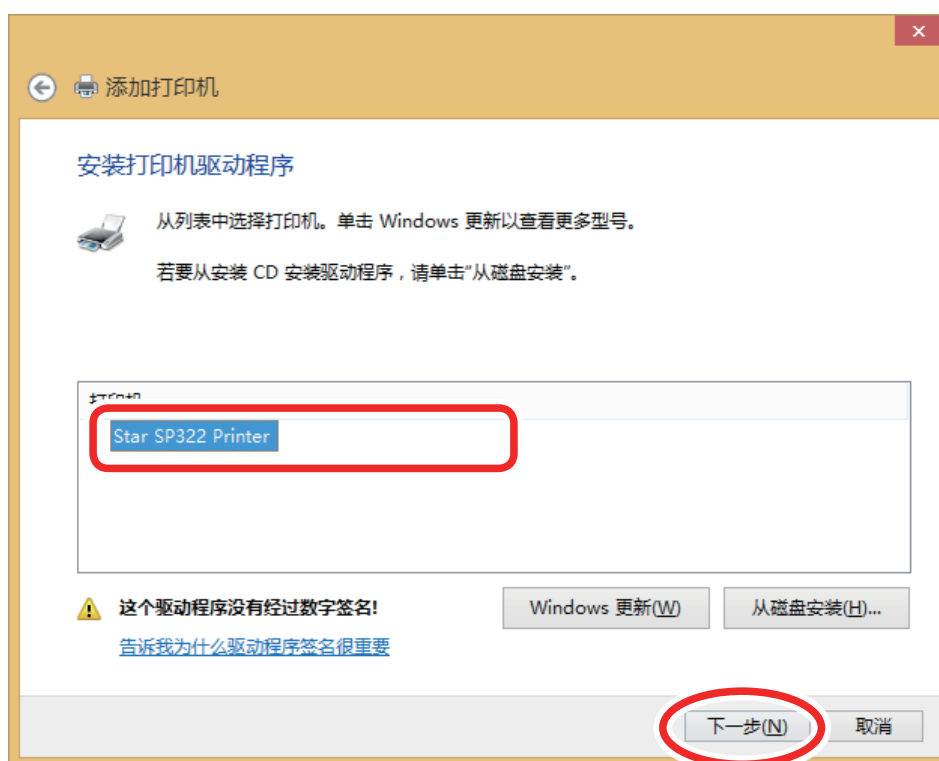 添加打印机
安装打印机驱动程序
从列表中选择打印机。单击 Windows 更新以查看更多型号。
若要从安装 CD 安装驱动程序，请单击“从磁盘安装”。
打印机
Star SP322 Printer
这个驱动程序没有经过数字签名!
Windows 更新(W)
从磁盘安装(H)...
告诉我为什么驱动程序签名很重要
下一步(N)
取消